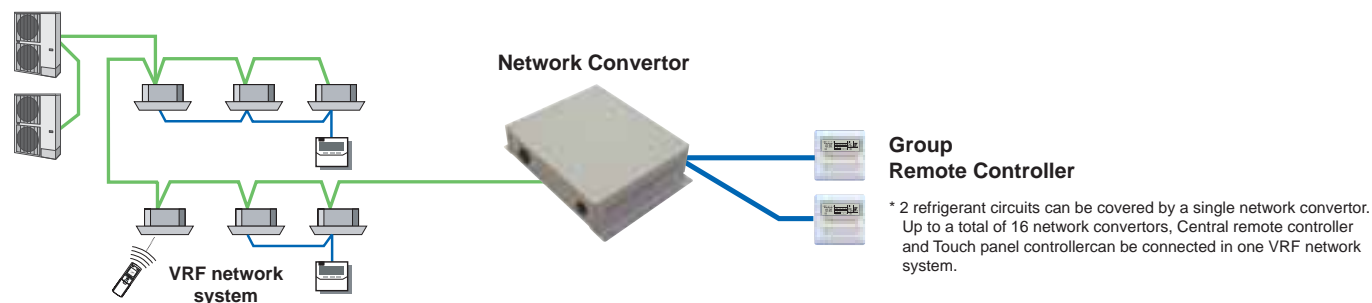 Network Convertor
Group
Remote Controller
* 2 refrigerant circuits can be covered by a single network convertor.
Up to a total of 16 network convertors, Central remote controller
and Touch panel controllercan be connected in one VRF network
system.
VRF network
system